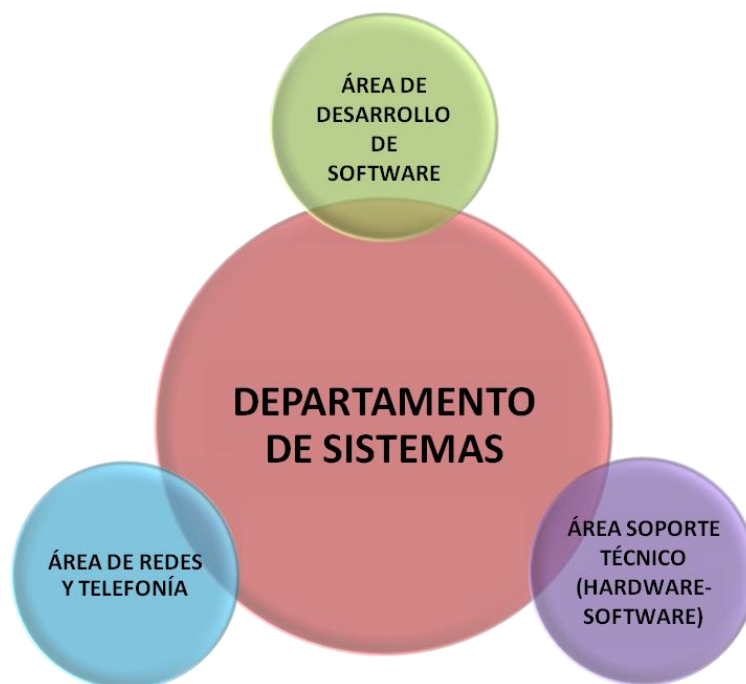 ÁREA DE
DESARROLLO
DE
SOFTWARE
DEPARTAMENTO
DE SISTEMAS
ÁREA DE REDES
Y TELEFONÍA
ÁREA SOPORTE
TÉCNICO
(HARDWARE-
SOFTWARE)